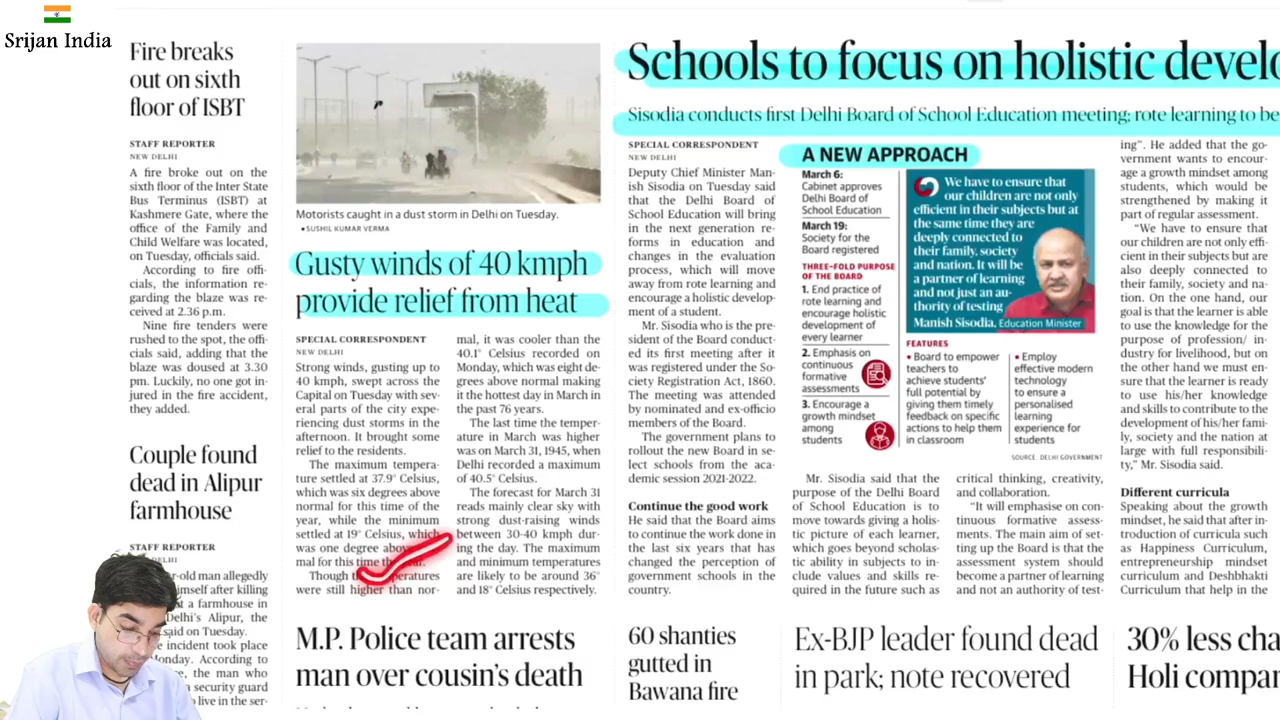 Srijan India
Fire breaks
out on sixth
floor of ISBT
STAFF REPORTER
NEW DELHI
A fire broke out on the
sixth floor of the Inter State
Bus Terminus (ISBT) at
Kashmere Gate, where the
office of the Family and
Child Welfare was located,
on Tuesday, officials said.
According to fire offi-
cials, the information re-
garding the blaze was re-
ceived at 2.36 p.m.
Nine fire tenders were
rushed to the spot, the offi-
cials said, adding that the
blaze was doused at 3.30
pm. Luckily, no one got in-
jured in the fire accident,
they added.
Couple found
dead in Alipur
farmhouse
STAFF REPORTER
NEW DELHI
-old man allegedly
imself after killing
at a farmhouse in
Delhi's Alipur, the
said on Tuesday.
e incident took place
Monday. According to
the man who
security guard
live in the ser-
Motorists caught in a dust storm in Delhi on Tuesday.
•SUSHIL KUMAR VERMA
Gusty winds of 40 kmph
provide relief from heat
SPECIAL CORRESPONDENT
NEW DELHI
Strong winds, gusting up to
40 kmph, swept across the
Capital on Tuesday with sev-
eral parts of the city expe-
riencing dust storms in the
afternoon. It brought some
relief to the residents.
The maximum tempera-
ture settled at 37.9° Celsius,
which was six degrees above
normal for this time of the
year, while the minimum
settled at 19° Celsius, which
was one degree above
mal for this time
Though
were still higher than nor-
mal, it was cooler than the
40.1° Celsius recorded on
Monday, which was eight de-
grees above normal making
it the hottest day in March in
the past 76 years.
The last time the temper-
ature in March was higher
was on March 31, 1945, when
Delhi recorded a maximum
of 40.5° Celsius.
The forecast for March 31
reads mainly clear sky with
strong dust-raising winds
between 30-40 kmph dur-
ing the day. The maximum
and minimum temperatures
are likely to be around 36°
and 18° Celsius respectively.
M.P. Police team arrests
man over cousin's death
Schools to focus on holistic develo
Sisodia conducts first Delhi Board of School Education meeting; rote learning to be
SPECIAL CORRESPONDENT
NEW DELHI
Deputy Chief Minister Man-
ish Sisodia on Tuesday said
that the Delhi Board of
School Education will bring
in the next generation re-
forms in education and
changes in the evaluation
process, which will move
away from rote learning and
encourage a holistic develop-
ment of a student.
Mr. Sisodia who is the pre-
sident of the Board conduct-
ed its first meeting after it
was registered under the So-
ciety Registration Act, 1860.
The meeting was attended
by nominated and ex-officio
members of the Board.
The government plans to
rollout the new Board in se-
lect schools from the aca-
demic session 2021-2022.
Continue the good work
He said that the Board aims
to continue the work done in
the last six years that has
changed the perception of
government schools in the
country.
A NEW APPROACH
March 6:
Cabinet approves
Delhi Board of
School Education
March 19:
Society for the
Board registered
THREE-FOLD PURPOSE
OF THE BOARD
1. End practice of
rote learning and
encourage holistic
development of
every learner
2. Emphasis on
continuous
formative
assessments
3. Encourage a
growth mindset
among
students
We have to ensure that
our children are not only
efficient in their subjects but at
the same time they are
deeply connected to
their family, society
and nation. It will be
a partner of learning
and not just an au-
thority of testing
Manish Sisodia, Education Minister
FEATURES
• Board to empower
teachers to
achieve students'
full potential by
giving them timely
feedback on specific
actions to help them
in classroom
• Employ
effective modern
technology
to ensure a
personalised
learning
experience for
students
SOURCE: DELHI GOVERNMENT
Mr. Sisodia said that the
purpose of the Delhi Board
of School Education is to
move towards giving a holis-
tic picture of each learner,
which goes beyond scholas-
tic ability in subjects to in-
clude values and skills re-
quired in the future such as
critical thinking, creativity,
and collaboration.
"It will emphasise on con-
tinuous formative assess-
ments. The main aim of set-
ting up the Board is that the
assessment system should
become a partner of learning
and not an authority of test-
ing". He added that the go-
vernment wants to encour-
age a growth mindset among
students, which would be
strengthened by making it
part of regular assessment.
"We have to ensure that
our children are not only effi-
cient in their subjects but are
also deeply connected to
their family, society and na-
tion. On the one hand, our
goal is that the learner is able
to use the knowledge for the
purpose of profession/ in-
dustry for livelihood, but on
the other hand we must en-
sure that the learner is ready
to use his/her knowledge
and skills to contribute to the
development of his/her fami-
ly, society and the nation at
large with full responsibili-
ty," Mr. Sisodia said.
Different curricula
Speaking about the growth
mindset, he said that after in-
troduction of curricula such
as Happiness Curriculum,
entrepreneurship mindset
curriculum and Deshbhakti
Curriculum that help in the
60 shanties
gutted in
Bawana fire
Ex-BJP leader found dead
in park; note recovered
30% less cha
Holi compar